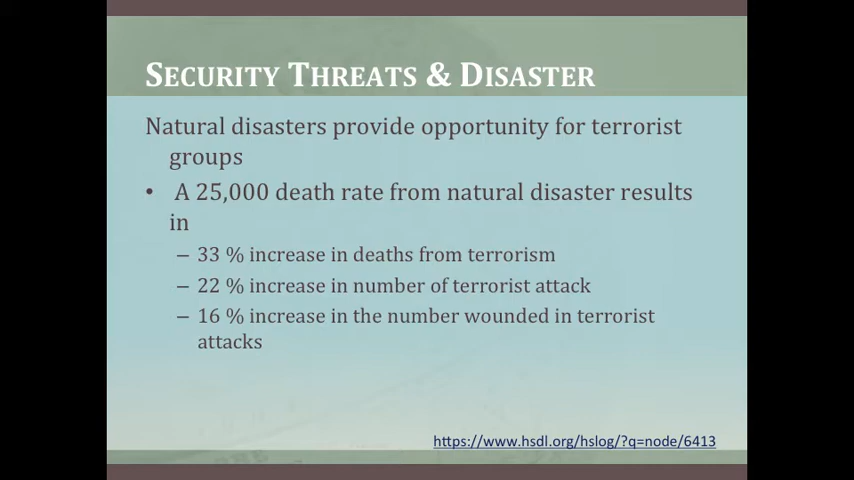 SECURITY THREATS & DISASTER
Natural disasters provide opportunity for terrorist
groups
• A 25,000 death rate from natural disaster results
in
– 33 % increase in deaths from terrorism
– 22 % increase in number of terrorist attack
– 16 % increase in the number wounded in terrorist
attacks
https://www.hsdl.org/hslog/?q=node/6413